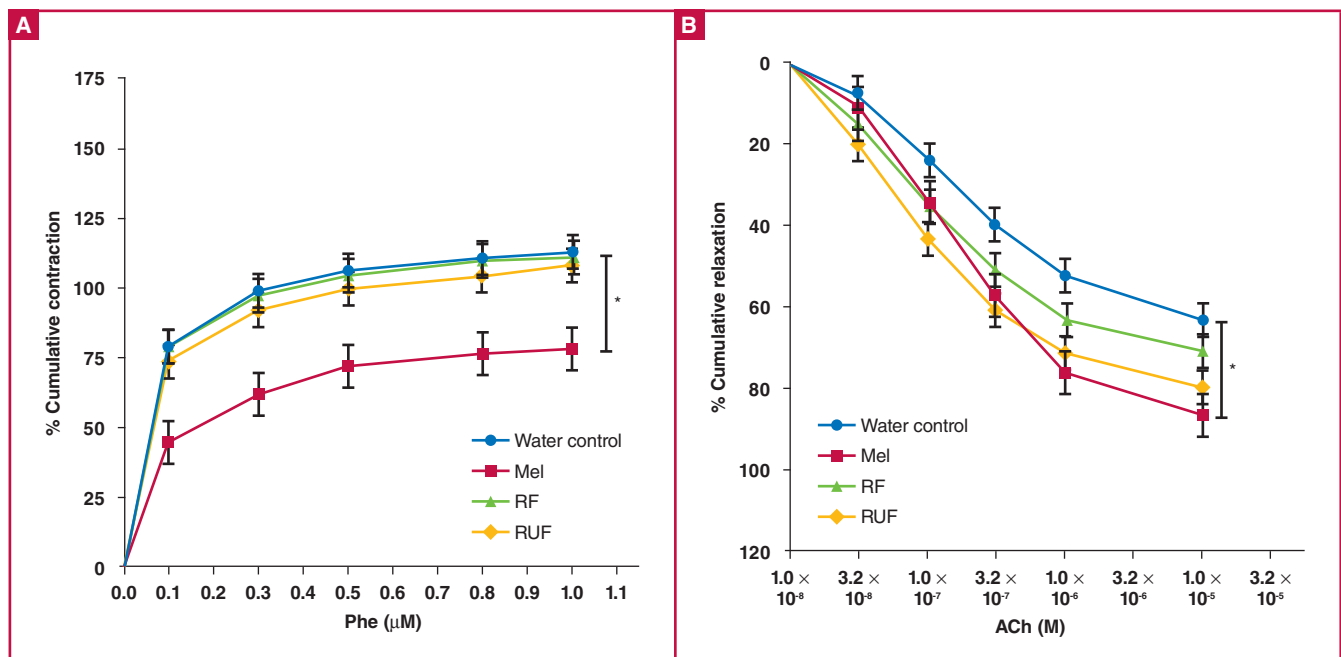 A
175
150
125
100
75
50
25
0
% Cumulative contraction
0.0 0.1 0.2 0.3 0.4 0.5 0.6 0.7 0.8 0.9 1.0 1.1
Phe (μM)
*
Water control
Mel
RF
RUF
B
0
20
40
60
80
100
120
% Cumulative relaxation
1.0 × 3.2 × 1.0 × 3.2 × 1.0 × 3.2 × 1.0 × 3.2 ×
10⁻⁸ 10⁻⁸ 10⁻⁷ 10⁻⁷ 10⁻⁶ 10⁻⁶ 10⁻⁵ 10⁻⁵
ACh (M)
*
Water control
Mel
RF
RUF